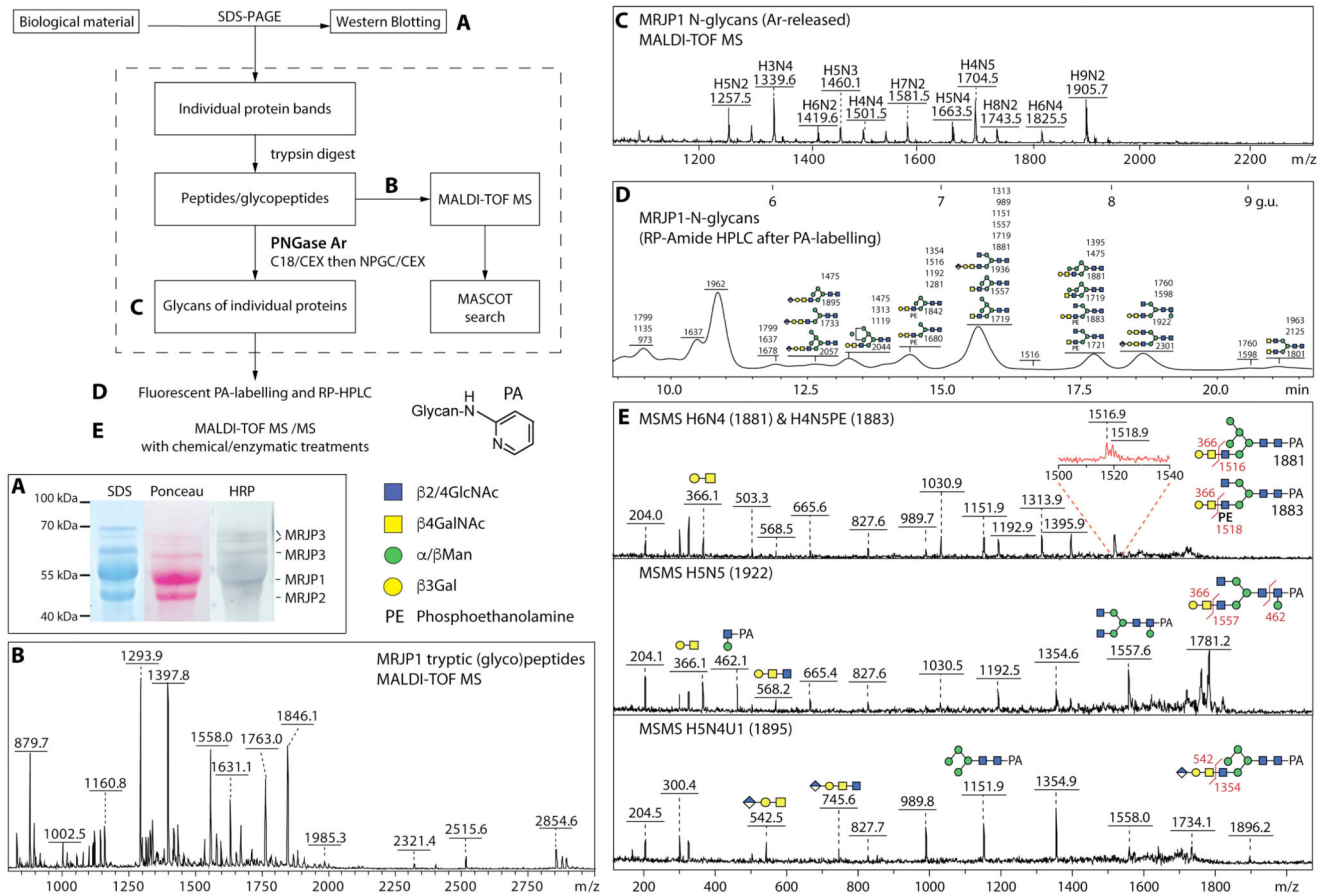 Biological material
SDS-PAGE
Western Blotting
A
Individual protein bands
trypsin digest
Peptides/glycopeptides
B
MALDI-TOF MS
PNGase Ar
C18/CEX then NPGC/CEX
C
Glycans of individual proteins
MASCOT
search
D
Fluorescent PA-labelling and RP-HPLC
E
MALDI-TOF MS /MS
with chemical/enzymatic treatments
H
PA
Glycan-N
N
A
SDS
Ponceau
HRP
100 kDa
70 kDa
55 kDa
40 kDa
MRJP3
MRJP3
MRJP1
MRJP2
β2/4GlcNAc
β4GalNAc
α/βMan
β3Gal
PE Phosphoethanolamine
B
MRJP1 tryptic (glyco)peptides
MALDI-TOF MS
879.7
1002.5
1160.8
1293.9
1397.8
1558.0
1631.1
1763.0
1846.1
1985.3
2321.4
2515.6
2854.6
1000 1250 1500 1750 2000 2250 2500 2750 m/z
C
MRJP1 N-glycans (Ar-released)
MALDI-TOF MS
H5N2
1257.5
H3N4
1339.6
H6N2
1419.6
H5N3
1460.1
H4N4
1501.5
H7N2
1581.5
H5N4
1663.5
H4N5
1704.5
H8N2
1743.5
H6N4
1825.5
H9N2
1905.7
1200 1400 1600 1800 2000 2200 m/z
6 7 8 9 g.u.
D
MRJP1-N-glycans
(RP-Amide HPLC after PA-labelling)
1799
1135
973
1637
1962
1799
1637
1678
1475
1895
1733
2057
1475
1313
1119
2044
1354
1516
1192
1281
1842
PE
1680
1313
989
1151
1557
1719
1881
1936
1557
1719
1516
1395
1475
1881
1719
1883
PE
1721
PE
1760
1598
1922
2301
1760
1598
1963
2125
1801
10.0 12.5 15.0 17.5 20.0 min
E
MSMS H6N4 (1881) & H4N5PE (1883)
204.0
366.1
503.3
568.5
665.6
827.6
989.7
1030.9
1151.9
1192.9
1313.9
1395.9
1516.9
1518.9
1500 1520 1540
366
1516
PA
1881
366
PE
1518
PA
1883
MSMS H5N5 (1922)
204.1
366.1
PA
462.1
568.2
665.4
827.6
1030.5
1192.5
1354.6
PA
1557.6
1781.2
366
1557
PA
462
MSMS H5N4U1 (1895)
204.5
300.4
542.5
745.6
827.7
989.8
PA
1151.9
1354.9
1558.0
1734.1
1896.2
542
1354
PA
200 400 600 800 1000 1200 1400 1600 1800 m/z